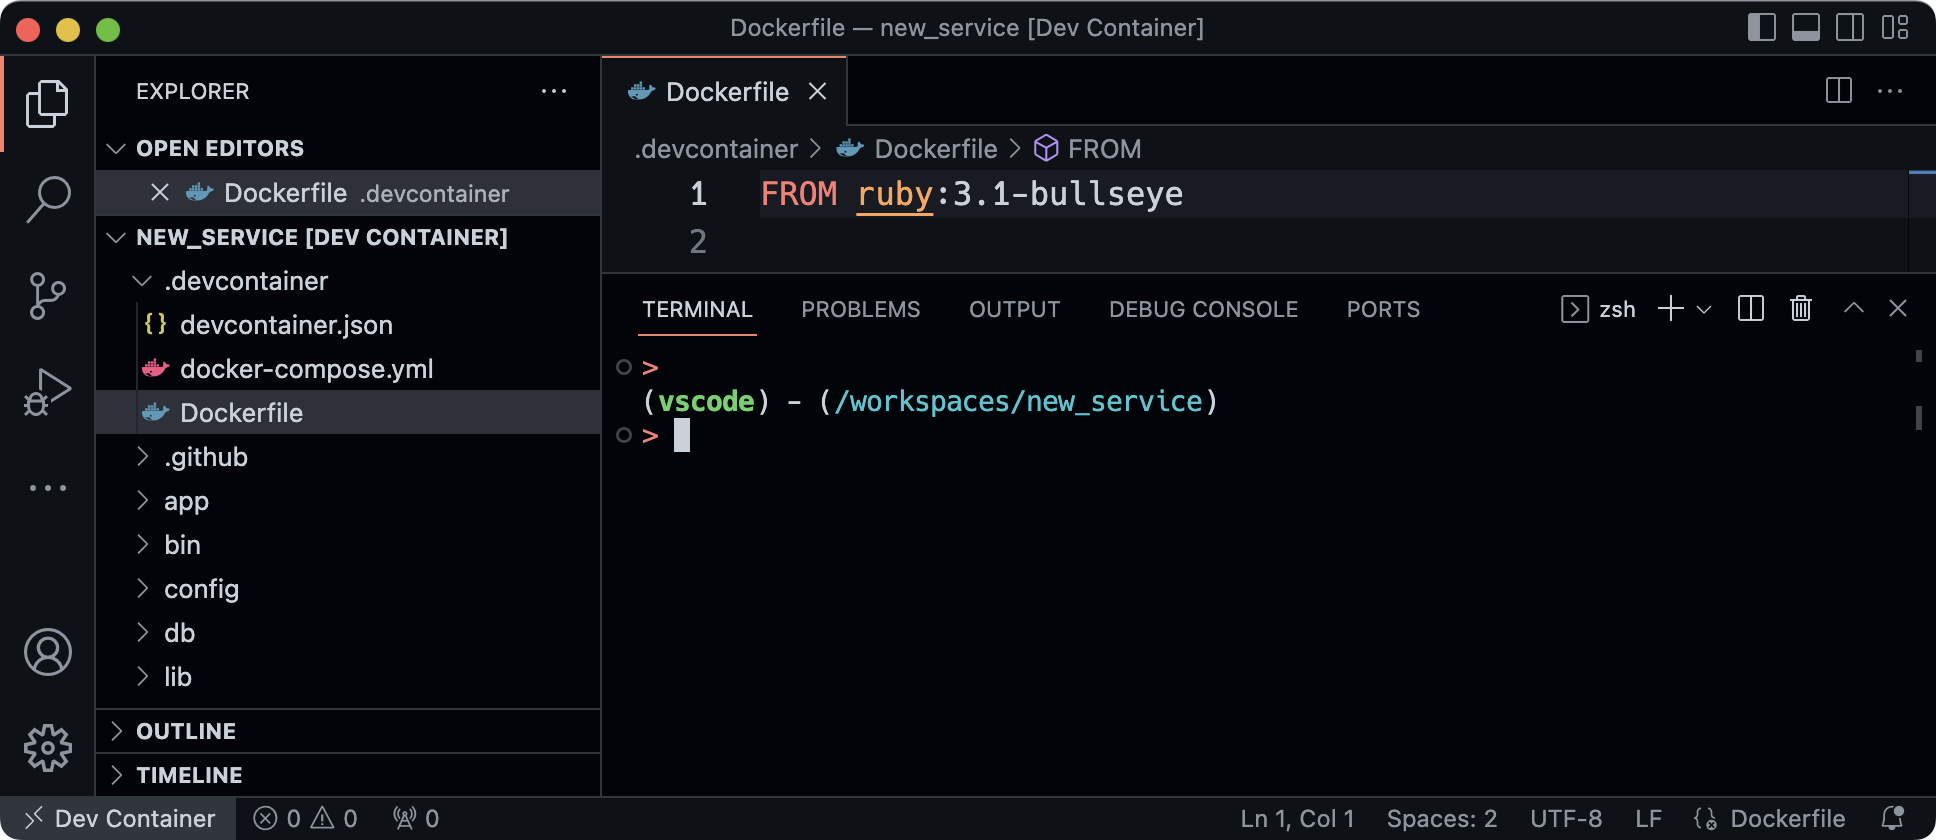 Dockerfile — new_service [Dev Container]
EXPLORER
OPEN EDITORS
Dockerfile .devcontainer
NEW_SERVICE [DEV CONTAINER]
.devcontainer
devcontainer.json
docker-compose.yml
Dockerfile
.github
app
bin
config
db
lib
OUTLINE
TIMELINE
Dockerfile
.devcontainer > Dockerfile > FROM
1 FROM ruby:3.1-bullseye
2
TERMINAL PROBLEMS OUTPUT DEBUG CONSOLE PORTS zsh
>
(vscode) - (/workspaces/new_service)
>
Dev Container 0 0 0 Ln 1, Col 1 Spaces: 2 UTF-8 LF Dockerfile